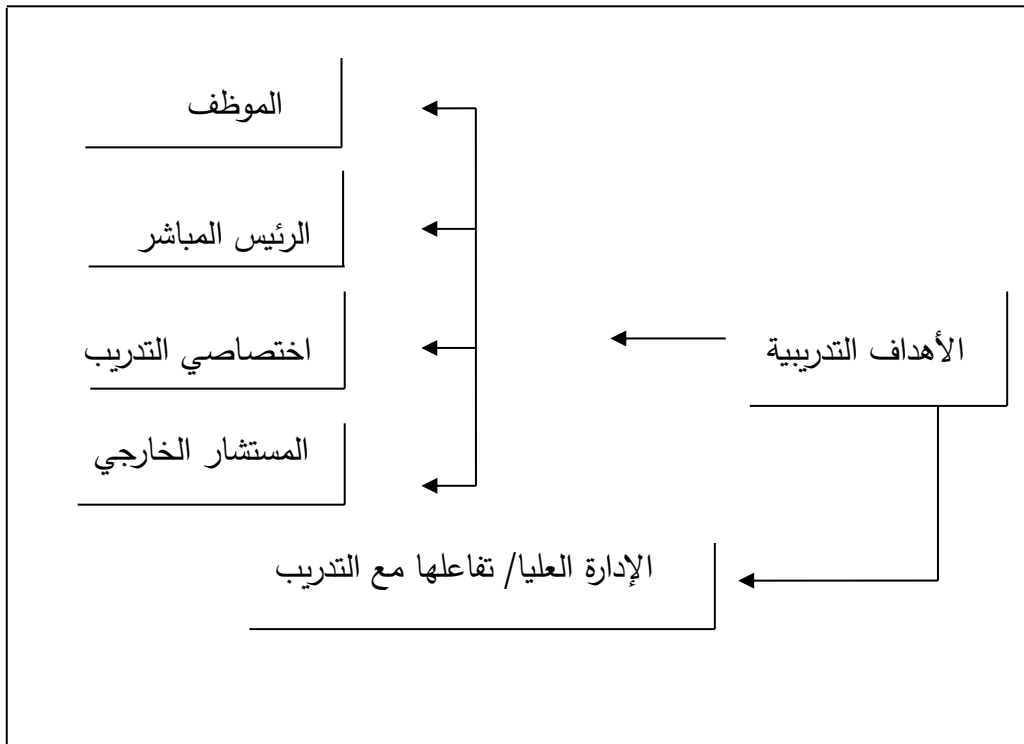 الموظف
الرئيس المباشر
اختصاصي التدريب
الأهداف التدريبية
المستشار الخارجي
الإدارة العليا/ تفاعلها مع التدريب